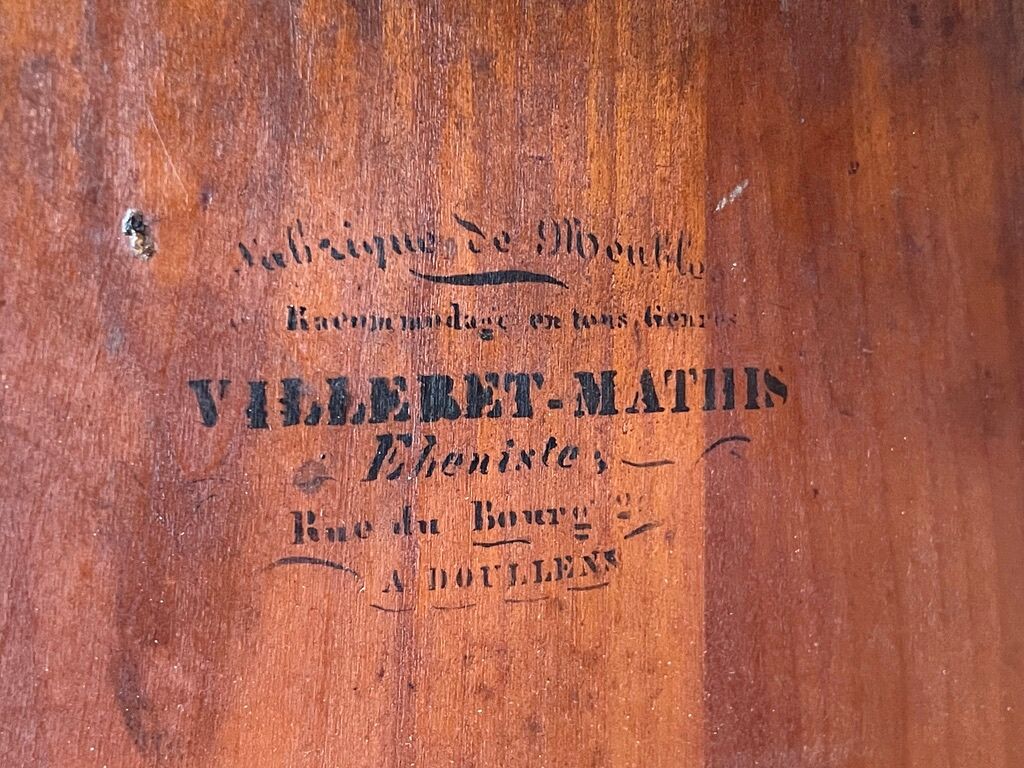 Fabrique de Meubles
Raccommodage en tous Genres
VILLERET-MATHIS
Ebeniste,
Rue du Bourg
A DOULLENS